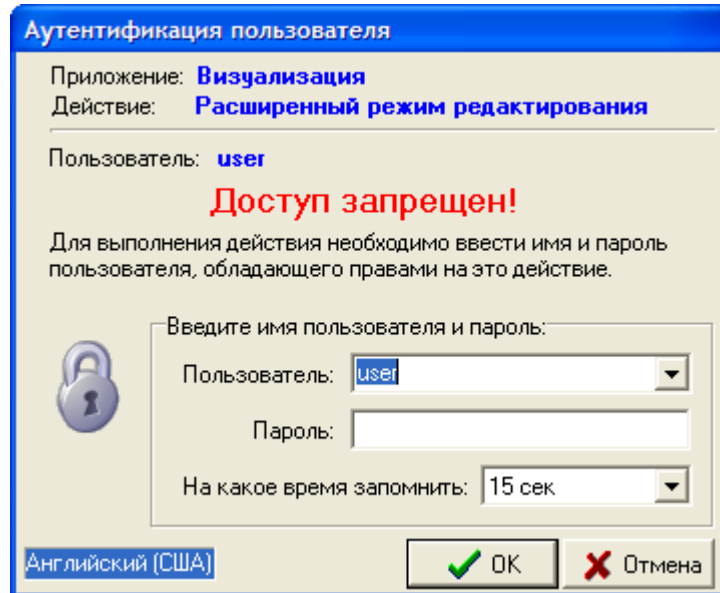 Аутентификация пользователя
Приложение: Визуализация
Действие: Расширенный режим редактирования
Пользователь: user
Доступ запрещен!
Для выполнения действия необходимо ввести имя и пароль
пользователя, обладающего правами на это действие.
Введите имя пользователя и пароль:
Пользователь: user
Пароль:
На какое время запомнить: 15 сек
Английский (США) OK Отмена